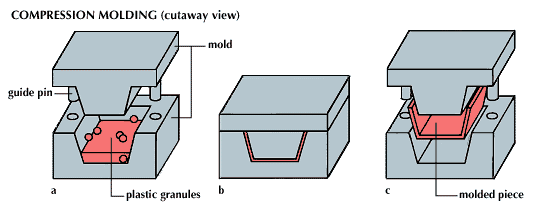 COMPRESSION MOLDING (cutaway view)
mold
guide pin
plastic granules
molded piece
a
b
c